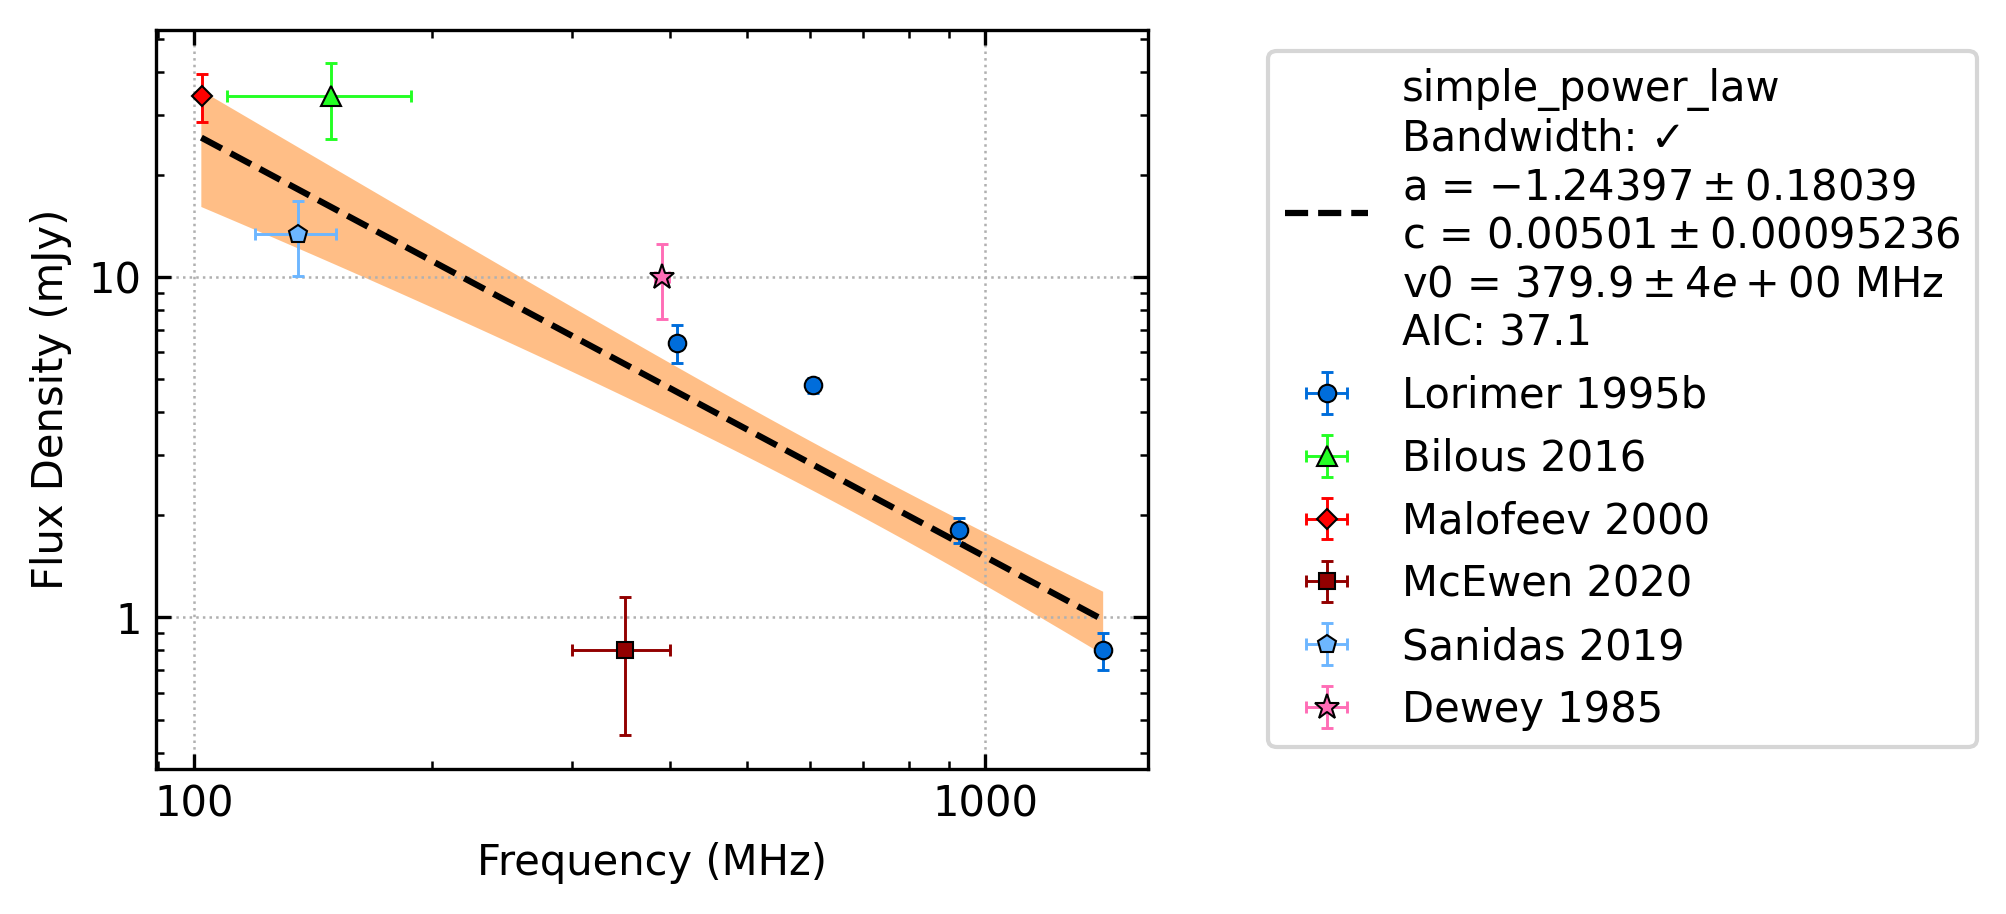 Flux Density (mJy)
10
1
100
1000
Frequency (MHz)
simple_power_law
Bandwidth: ✓
a = −1.24397 ± 0.18039
c = 0.00501 ± 0.00095236
v0 = 379.9 ± 4e + 00 MHz
AIC: 37.1
Lorimer 1995b
Bilous 2016
Malofeev 2000
McEwen 2020
Sanidas 2019
Dewey 1985